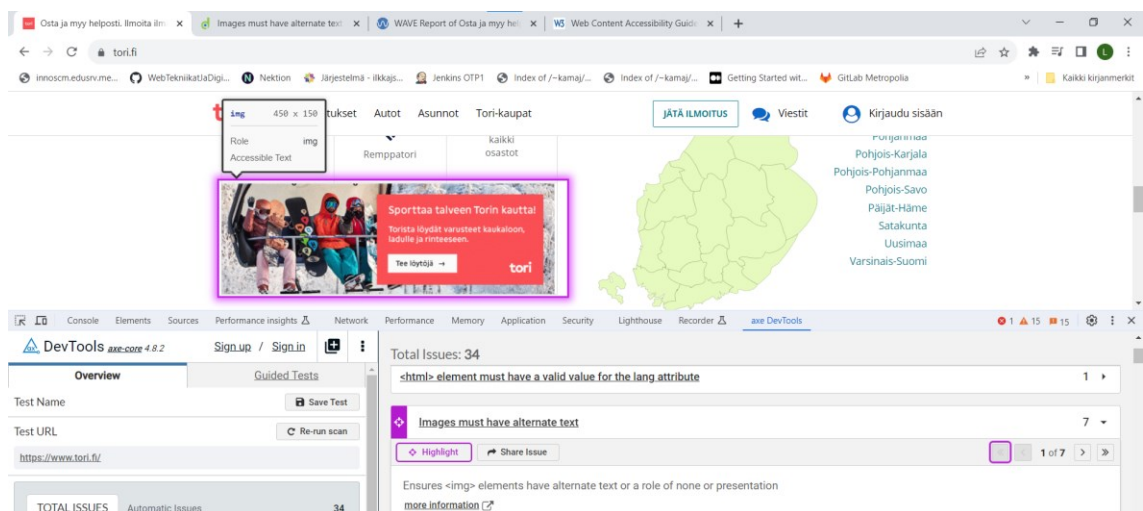 Osta ja myy helposti. Ilmoita ilm
Images must have alternate text
WAVE Report of Osta ja myy hel
Web Content Accessibility Guide
tori.fi
innoscm.edusrv.me...
WebTekniikatJaDigi...
Nektion
Järjestelmä - ilkkajs...
Jenkins OTP1
Index of /~kamaj/...
Index of /~kamaj/...
Getting Started wit...
GitLab Metropolia
»
Kaikki kirjanmerkit
img 450 × 150
tukset
Autot
Asunnot
Tori-kaupat
JÄTÄ ILMOITUS
Viestit
Kirjaudu sisään
Role img
Accessible Text
Remppatori
kaikki
osastot
Pohjanmaa
Pohjois-Karjala
Pohjois-Pohjanmaa
Pohjois-Savo
Päijät-Häme
Satakunta
Uusimaa
Varsinais-Suomi
Sporttaa talveen Torin kautta!
Torista löydät varusteet kaukaloon,
ladulle ja rinteeseen.
Tee löytöjä →
tori
Console
Elements
Sources
Performance insights
Network
Performance
Memory
Application
Security
Lighthouse
Recorder
axe DevTools
1
15
15
DevTools axe-core 4.8.2
Sign up / Sign in
Overview
Guided Tests
Test Name
Save Test
Test URL
Re-run scan
https://www.tori.fi/
TOTAL ISSUES
Automatic Issues
34
Total Issues: 34
<html> element must have a valid value for the lang attribute
1
Images must have alternate text
7
Highlight
Share Issue
1 of 7
Ensures <img> elements have alternate text or a role of none or presentation
more information